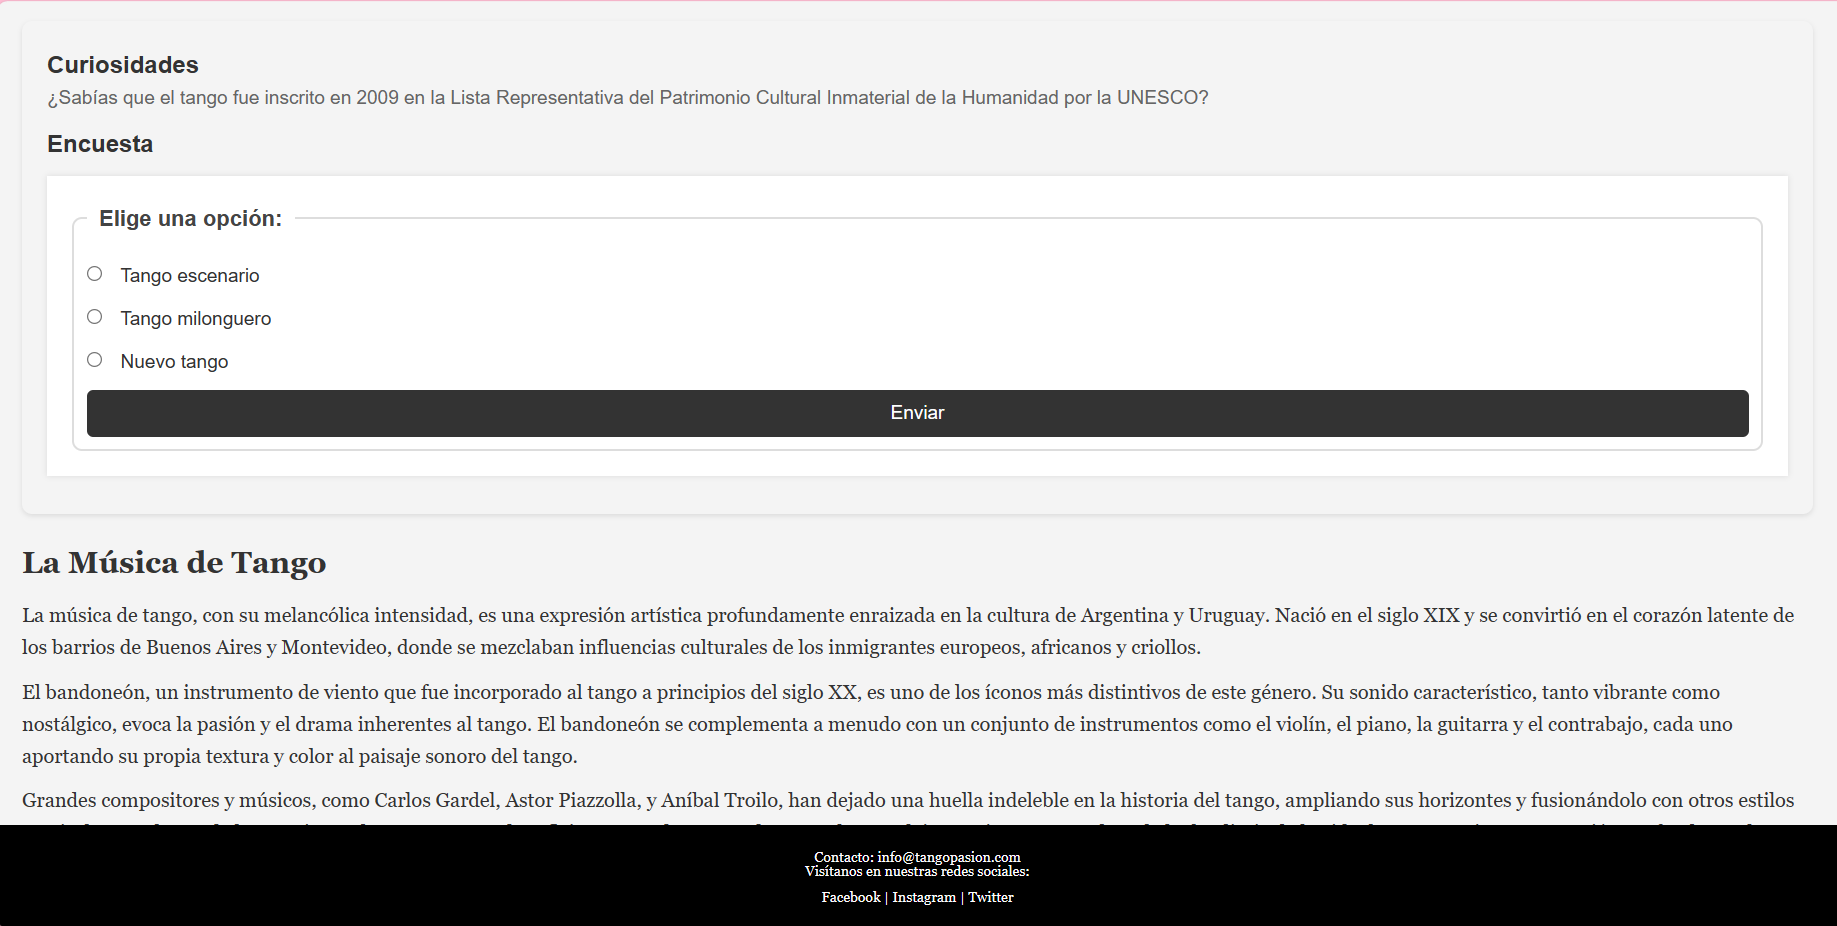 Curiosidades
¿Sabías que el tango fue inscrito en 2009 en la Lista Representativa del Patrimonio Cultural Inmaterial de la Humanidad por la UNESCO?
Encuesta
Elige una opción:
Tango escenario
Tango milonguero
Nuevo tango
Enviar
La Música de Tango
La música de tango, con su melancólica intensidad, es una expresión artística profundamente enraizada en la cultura de Argentina y Uruguay. Nació en el siglo XIX y se convirtió en el corazón latente de
los barrios de Buenos Aires y Montevideo, donde se mezclaban influencias culturales de los inmigrantes europeos, africanos y criollos.
El bandoneón, un instrumento de viento que fue incorporado al tango a principios del siglo XX, es uno de los íconos más distintivos de este género. Su sonido característico, tanto vibrante como
nostálgico, evoca la pasión y el drama inherentes al tango. El bandoneón se complementa a menudo con un conjunto de instrumentos como el violín, el piano, la guitarra y el contrabajo, cada uno
aportando su propia textura y color al paisaje sonoro del tango.
Grandes compositores y músicos, como Carlos Gardel, Astor Piazzolla, y Aníbal Troilo, han dejado una huella indeleble en la historia del tango, ampliando sus horizontes y fusionándolo con otros estilos
Contacto: info@tangopasion.com
Visítanos en nuestras redes sociales:
Facebook | Instagram | Twitter